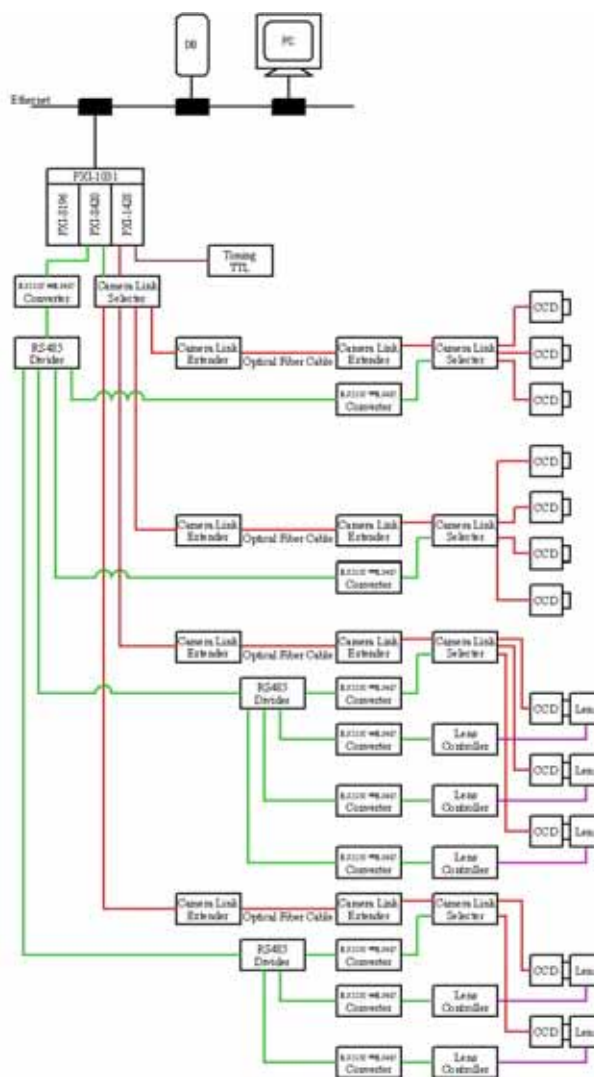 DB
PC
Ethernet
PXI-1031
PXI-8196
PXI-8420
PXI-1428
Timing
TTL
Converter
Camera Link
Selector
RS485
Divider
Camera Link
Extender
Optical Fiber Cable
Camera Link
Extender
Camera Link
Selector
CCD
CCD
CCD
Converter
CCD
CCD
CCD
CCD
Camera Link
Extender
Optical Fiber Cable
Camera Link
Extender
Camera Link
Selector
Converter
Camera Link
Extender
Optical Fiber Cable
Camera Link
Extender
Camera Link
Selector
RS485
Divider
Converter
CCD
Converter
Lens
Controller
CCD
Converter
Lens
Controller
CCD
Converter
Lens
Controller
Camera Link
Extender
Optical Fiber Cable
Camera Link
Extender
Camera Link
Selector
RS485
Divider
Converter
CCD
Converter
Lens
Controller
CCD
Converter
Lens
Controller